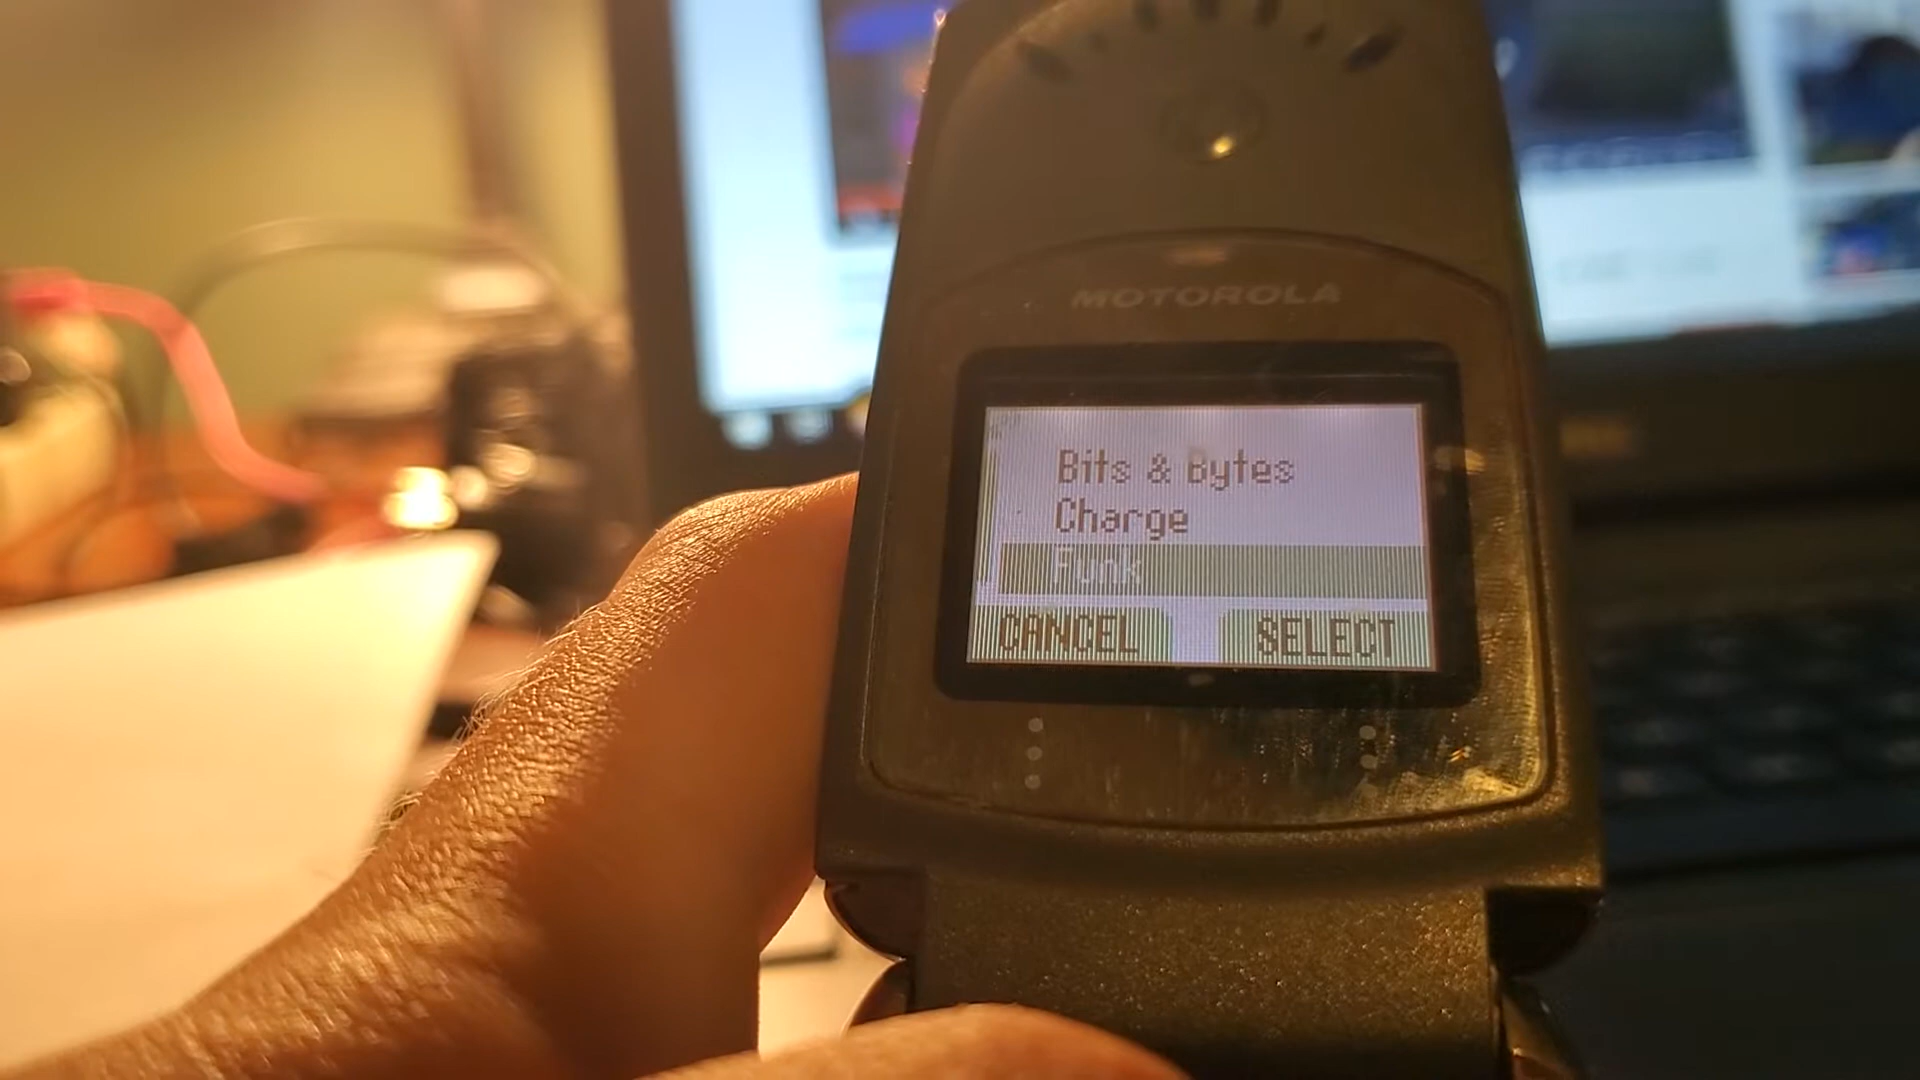 MOTOROLA
Bits & Bytes
Charge
Funk
CANCEL SELECT